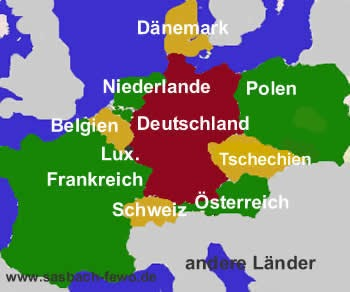 Dänemark
Niederlande
Polen
Belgien
Deutschland
Lux.
Tschechien
Frankreich
Schweiz
Österreich
andere Länder
www.sasbach-fewo.de